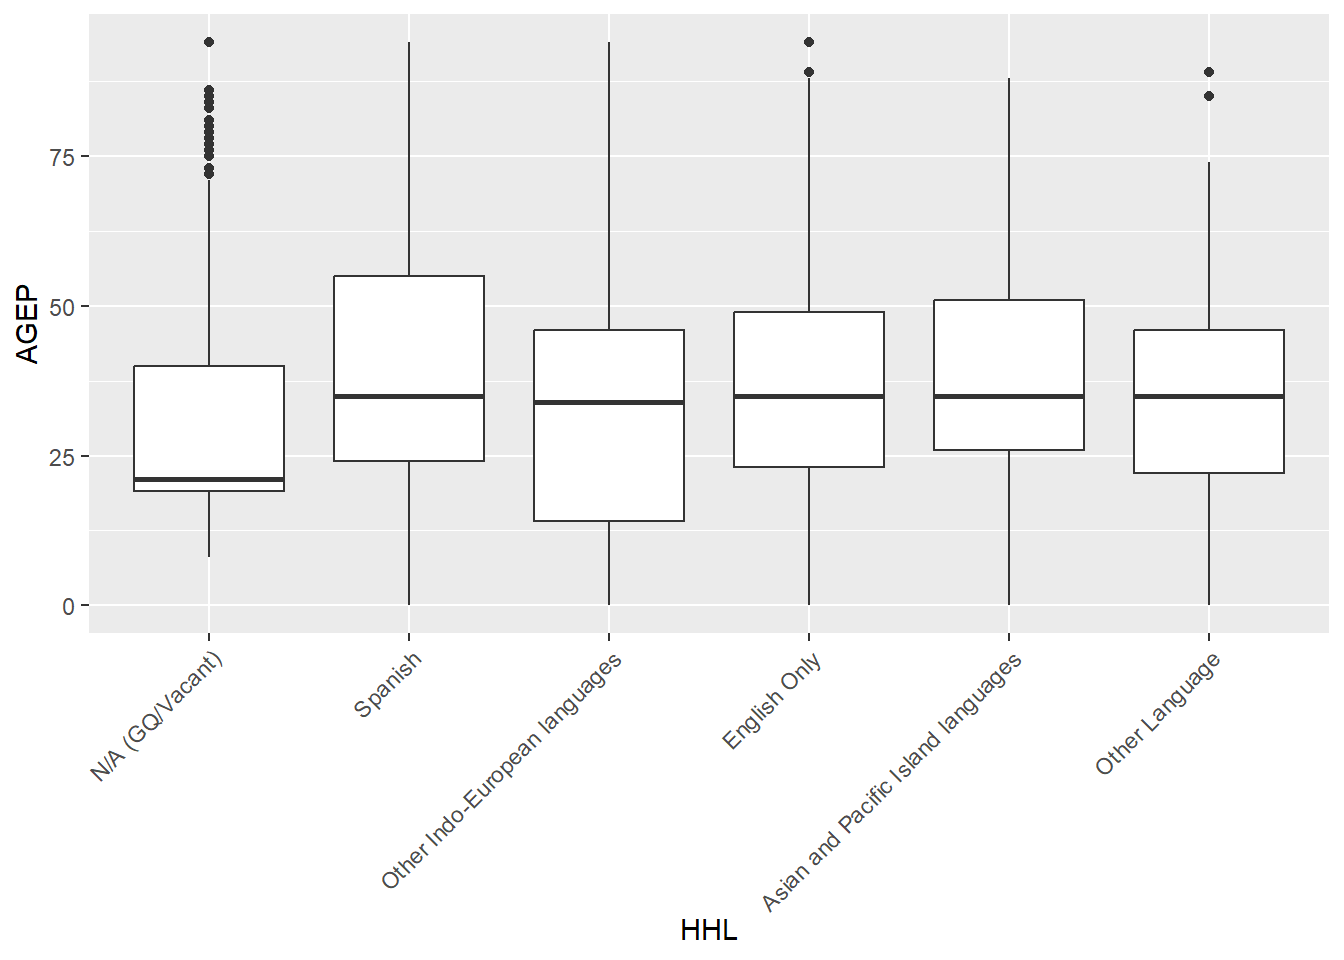 AGEP
75
50
25
0
N/A (GQ/Vacant)
Spanish
Other Indo-European languages
English Only
Asian and Pacific Island languages
Other Language
HHL